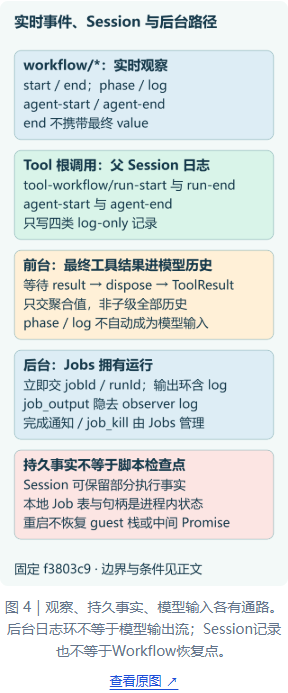 实时事件、Session 与后台路径
workflow/*：实时观察
start / end；phase / log
agent-start / agent-end
end 不携带最终 value
Tool 根调用：父 Session 日志
tool-workflow/run-start 与 run-end
agent-start 与 agent-end
只写四类 log-only 记录
前台：最终工具结果进模型历史
等待 result → dispose → ToolResult
只交聚合值，非子级全部历史
phase / log 不自动成为模型输入
后台：Jobs 拥有运行
立即交 jobId / runId；输出环含 log
job_output 隐去 observer log
完成通知 / job_kill 由 Jobs 管理
持久事实不等于脚本检查点
Session 可保留部分执行事实
本地 Job 表与句柄是进程内状态
重启不恢复 guest 栈或中间 Promise
固定 f3803c9 · 边界与条件见正文
图 4｜观察、持久事实、模型输入各有通路。
后台日志环不等于模型输出流；Session记录
也不等于Workflow恢复点。
查看原图 ↗